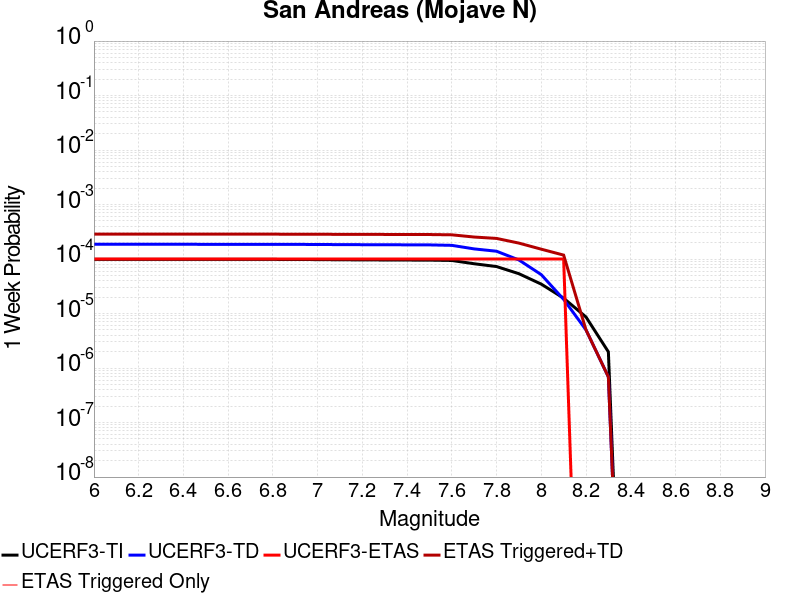 San Andreas (Mojave N)
10 0
10 -1
10 -2
10 -3
10 -4
10 -5
10 -6
10 -7
10 -8
1 Week Probability
6 6.2 6.4 6.6 6.8 7 7.2 7.4 7.6 7.8 8 8.2 8.4 8.6 8.8 9
Magnitude
UCERF3-TI UCERF3-TD UCERF3-ETAS ETAS Triggered+TD
ETAS Triggered Only